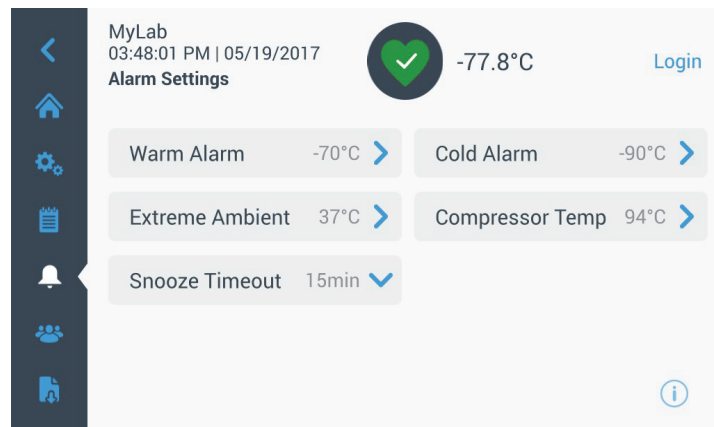 MyLab
03:48:01 PM | 05/19/2017
Alarm Settings
-77.8°C
Login
Warm Alarm -70°C
Cold Alarm -90°C
Extreme Ambient 37°C
Compressor Temp 94°C
Snooze Timeout 15min
i